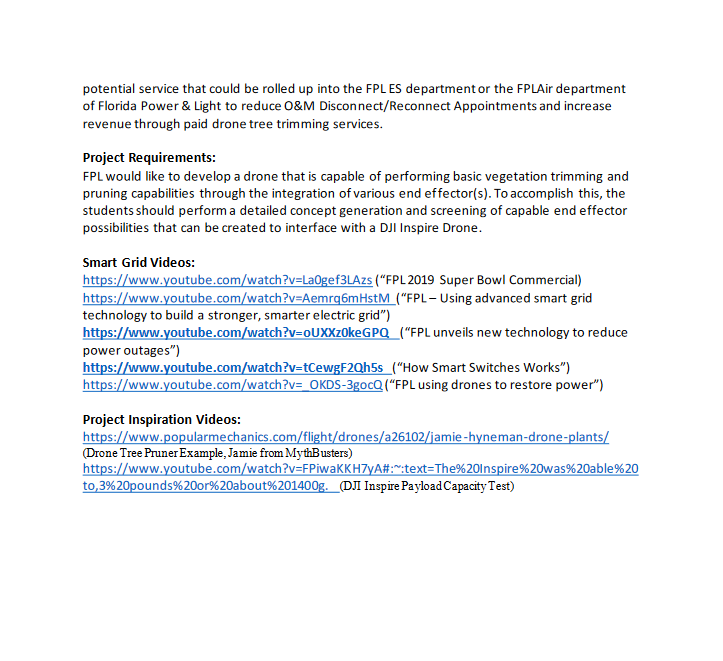 potential service that could be rolled up into the FPL ES department or the FPLAir department
of Florida Power & Light to reduce O&M Disconnect/Reconnect Appointments and increase
revenue through paid drone tree trimming services.
Project Requirements:
FPL would like to develop a drone that is capable of performing basic vegetation trimming and
pruning capabilities through the integration of various end effector(s). To accomplish this, the
students should perform a detailed concept generation and screening of capable end effector
possibilities that can be created to interface with a DJI Inspire Drone.
Smart Grid Videos:
https://www.youtube.com/watch?v=La0gef3LAzs (“FPL 2019 Super Bowl Commercial)
https://www.youtube.com/watch?v=Aemrq6mHstM (“FPL – Using advanced smart grid
technology to build a stronger, smarter electric grid”)
https://www.youtube.com/watch?v=oUXXz0keGPQ (“FPL unveils new technology to reduce
power outages”)
https://www.youtube.com/watch?v=tCewgF2Qh5s (“How Smart Switches Works”)
https://www.youtube.com/watch?v=_OKDS-3gocQ (“FPL using drones to restore power”)
Project Inspiration Videos:
https://www.popularmechanics.com/flight/drones/a26102/jamie-hyneman-drone-plants/
(Drone Tree Pruner Example, Jamie from MythBusters)
https://www.youtube.com/watch?v=FPiwaKKH7yA#:~:text=The%20Inspire%20was%20able%20
to,3%20pounds%20or%20about%201400g. (DJI Inspire Payload Capacity Test)